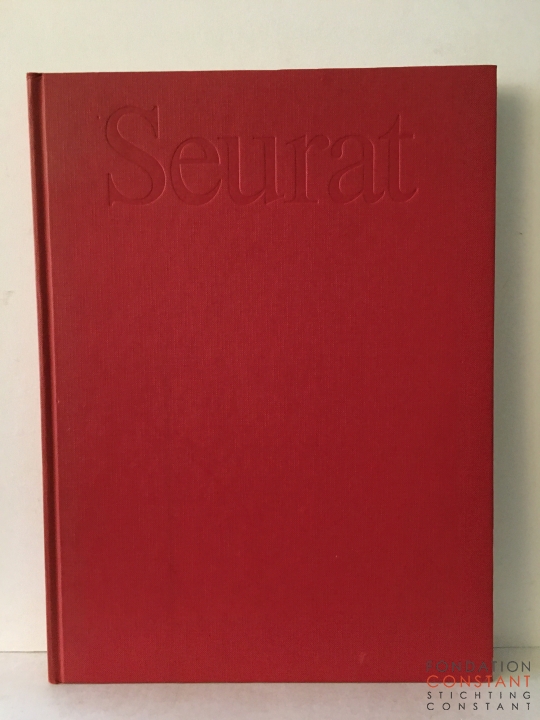 Seurat
FONDATION
CONSTANT
STICHTING
CONSTANT